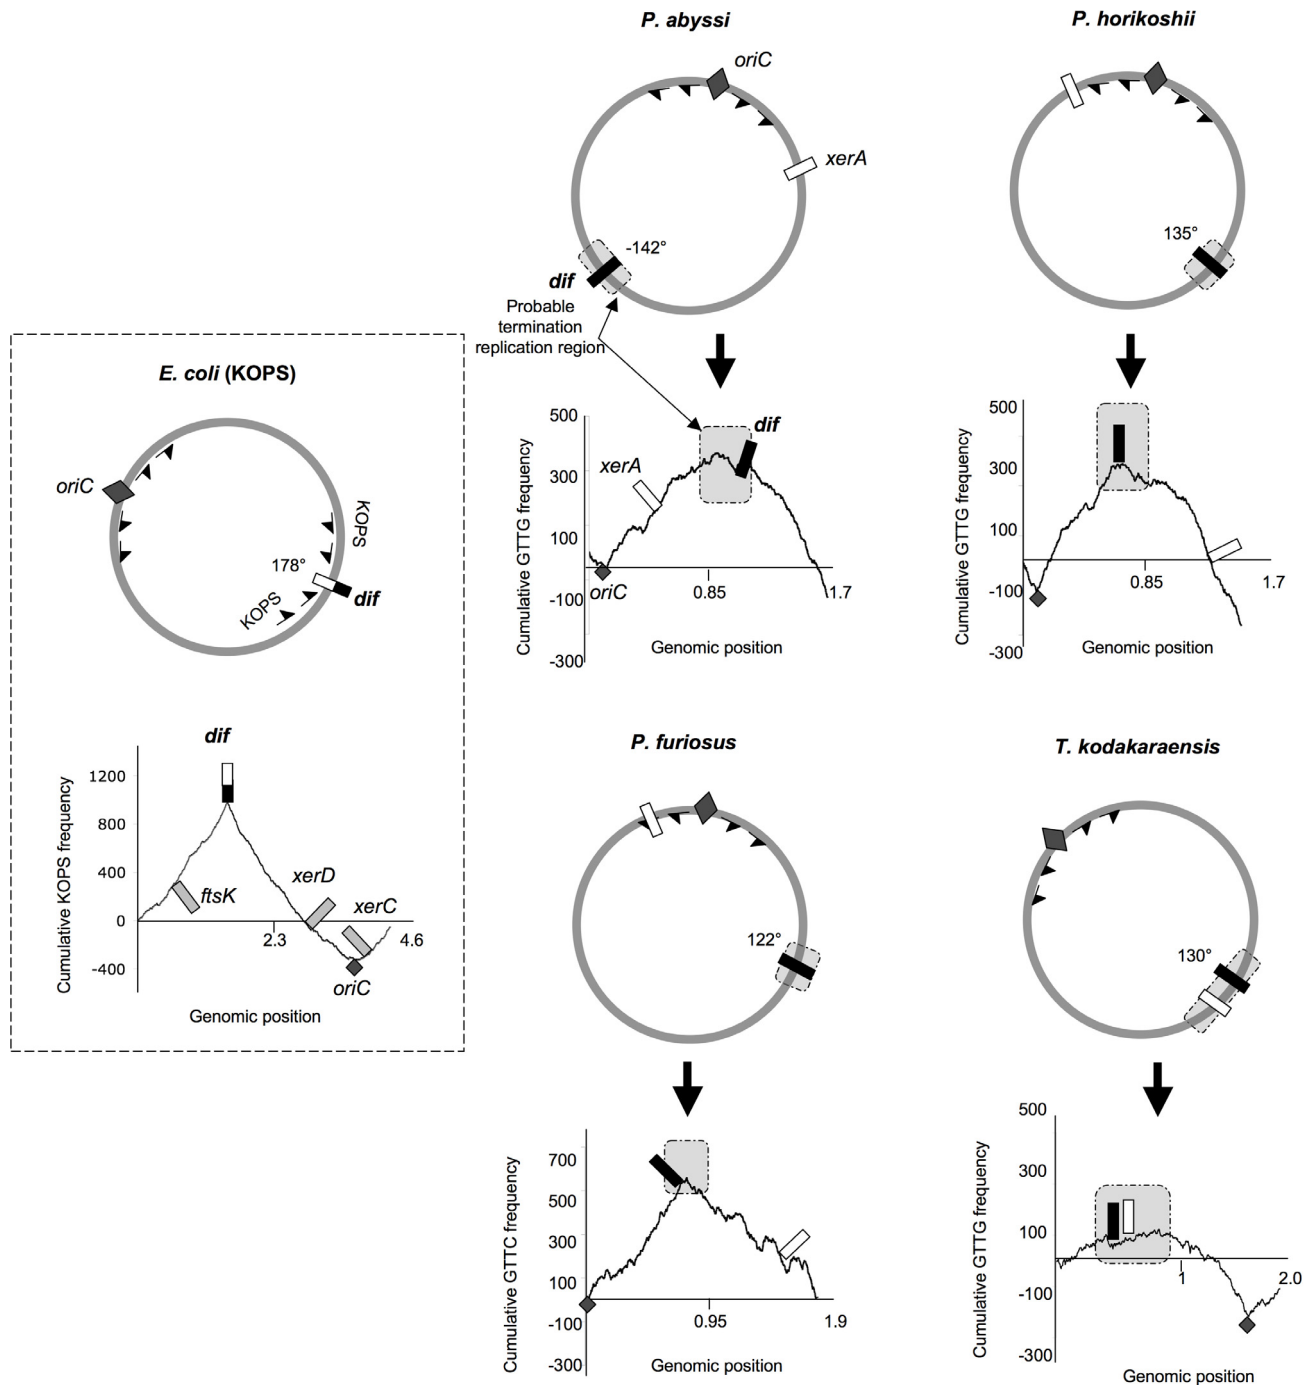 P. abyssi
oriC
xerA
-142°
dif
Probable
termination
replication region
500
300
100
-100
-300
Cumulative GTTG frequency
xerA
dif
oriC
0.85
1.7
Genomic position
P. horikoshii
135°
500
300
100
-100
-300
Cumulative GTTG frequency
0.85
1.7
Genomic position
E. coli (KOPS)
oriC
KOPS
178°
dif
KOPS
dif
1200
800
400
0
-400
Cumulative KOPS frequency
ftsK
xerD
xerC
2.3
4.6
oriC
Genomic position
P. furiosus
122°
700
500
300
100
-100
-300
Cumulative GTTC frequency
0.95
1.9
Genomic position
T. kodakaraensis
130°
500
300
100
-100
-300
Cumulative GTTG frequency
1
2.0
Genomic position